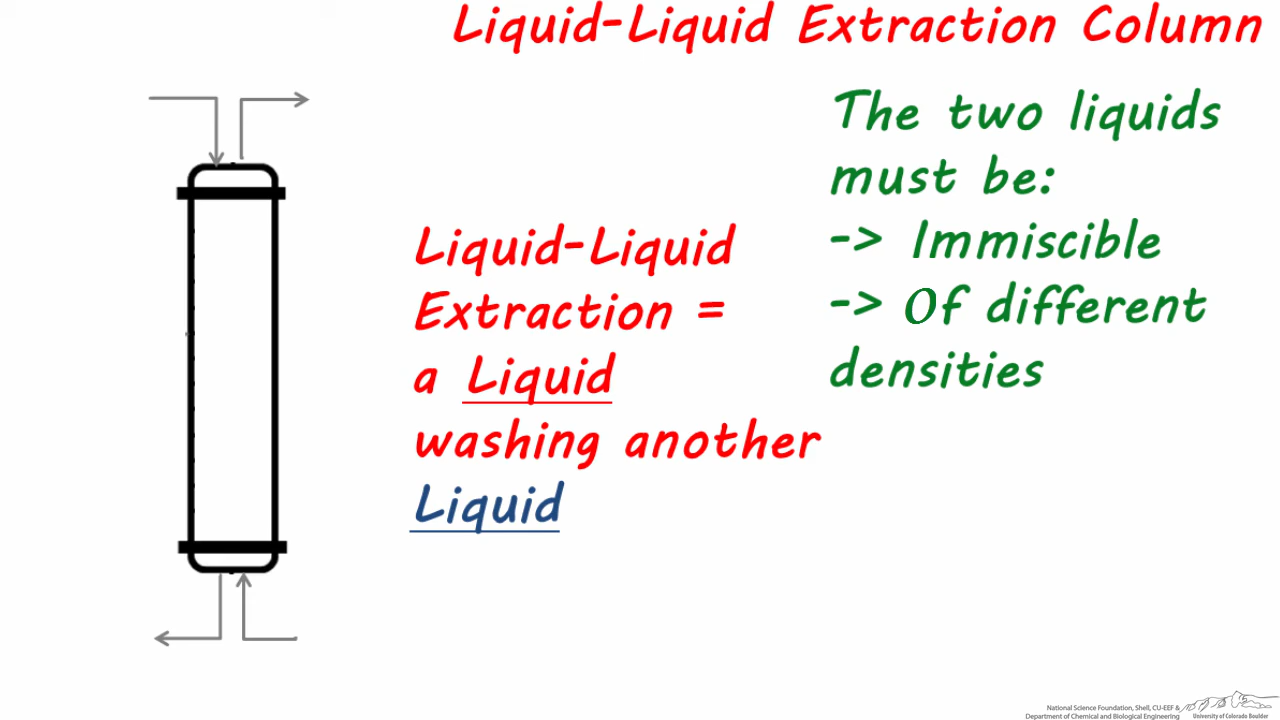 Liquid-Liquid Extraction Column
Liquid-Liquid
Extraction =
a Liquid
washing another
Liquid
The two liquids
must be:
-> Immiscible
-> Of different
densities
National Science Foundation, Shell, CU-EEF &
Department of Chemical and Biological Engineering
University of Colorado Boulder